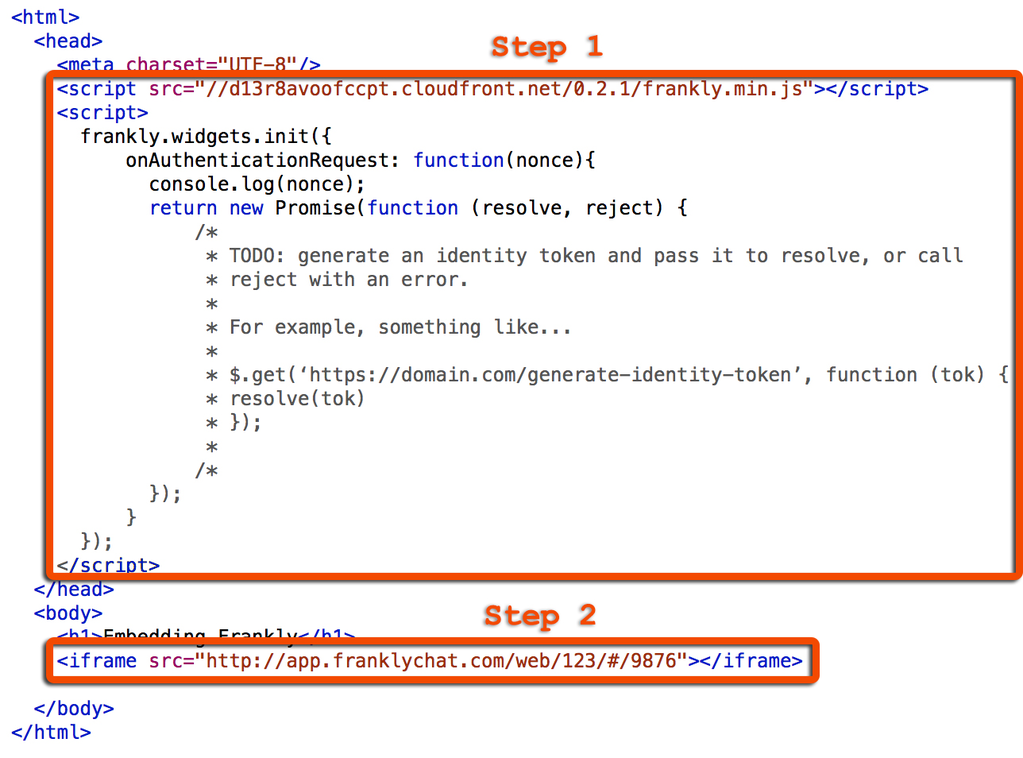 <html>
<head>
Step 1
<meta charset="UTF-8"/>
<script src="//d13r8avoofccpt.cloudfront.net/0.2.1/frankly.min.js"></script>
<script>
frankly.widgets.init({
onAuthenticationRequest: function(nonce){
console.log(nonce);
return new Promise(function (resolve, reject) {
/*
* TODO: generate an identity token and pass it to resolve, or call
* reject with an error.
*
* For example, something like...
*
* $.get(‘https://domain.com/generate-identity-token’, function (tok) {
* resolve(tok)
* });
*
/*
});
}
});
</script>
</head>
<body>
Step 2
<h1>Embedding Frankly</h1>
<iframe src="http://app.franklychat.com/web/123/#/9876"></iframe>
</body>
</html>